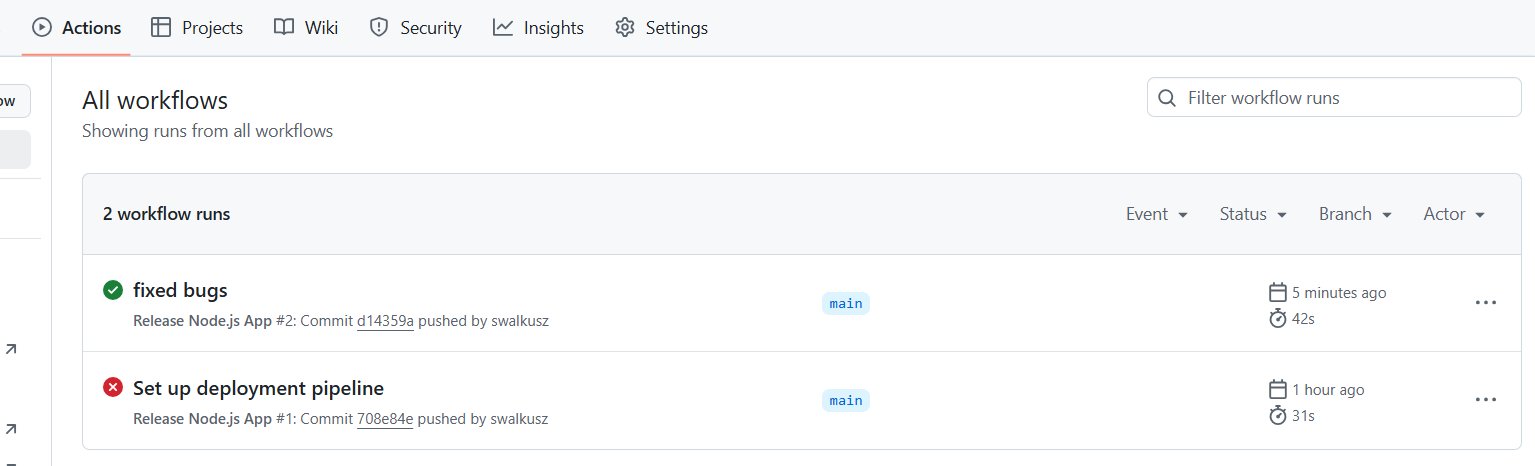 Actions Projects Wiki Security Insights Settings
ow
All workflows
Filter workflow runs
Showing runs from all workflows
2 workflow runs Event Status Branch Actor
fixed bugs
main
5 minutes ago
Release Node.js App #2: Commit d14359a pushed by swalkusz
42s
Set up deployment pipeline
main
1 hour ago
Release Node.js App #1: Commit 708e84e pushed by swalkusz
31s